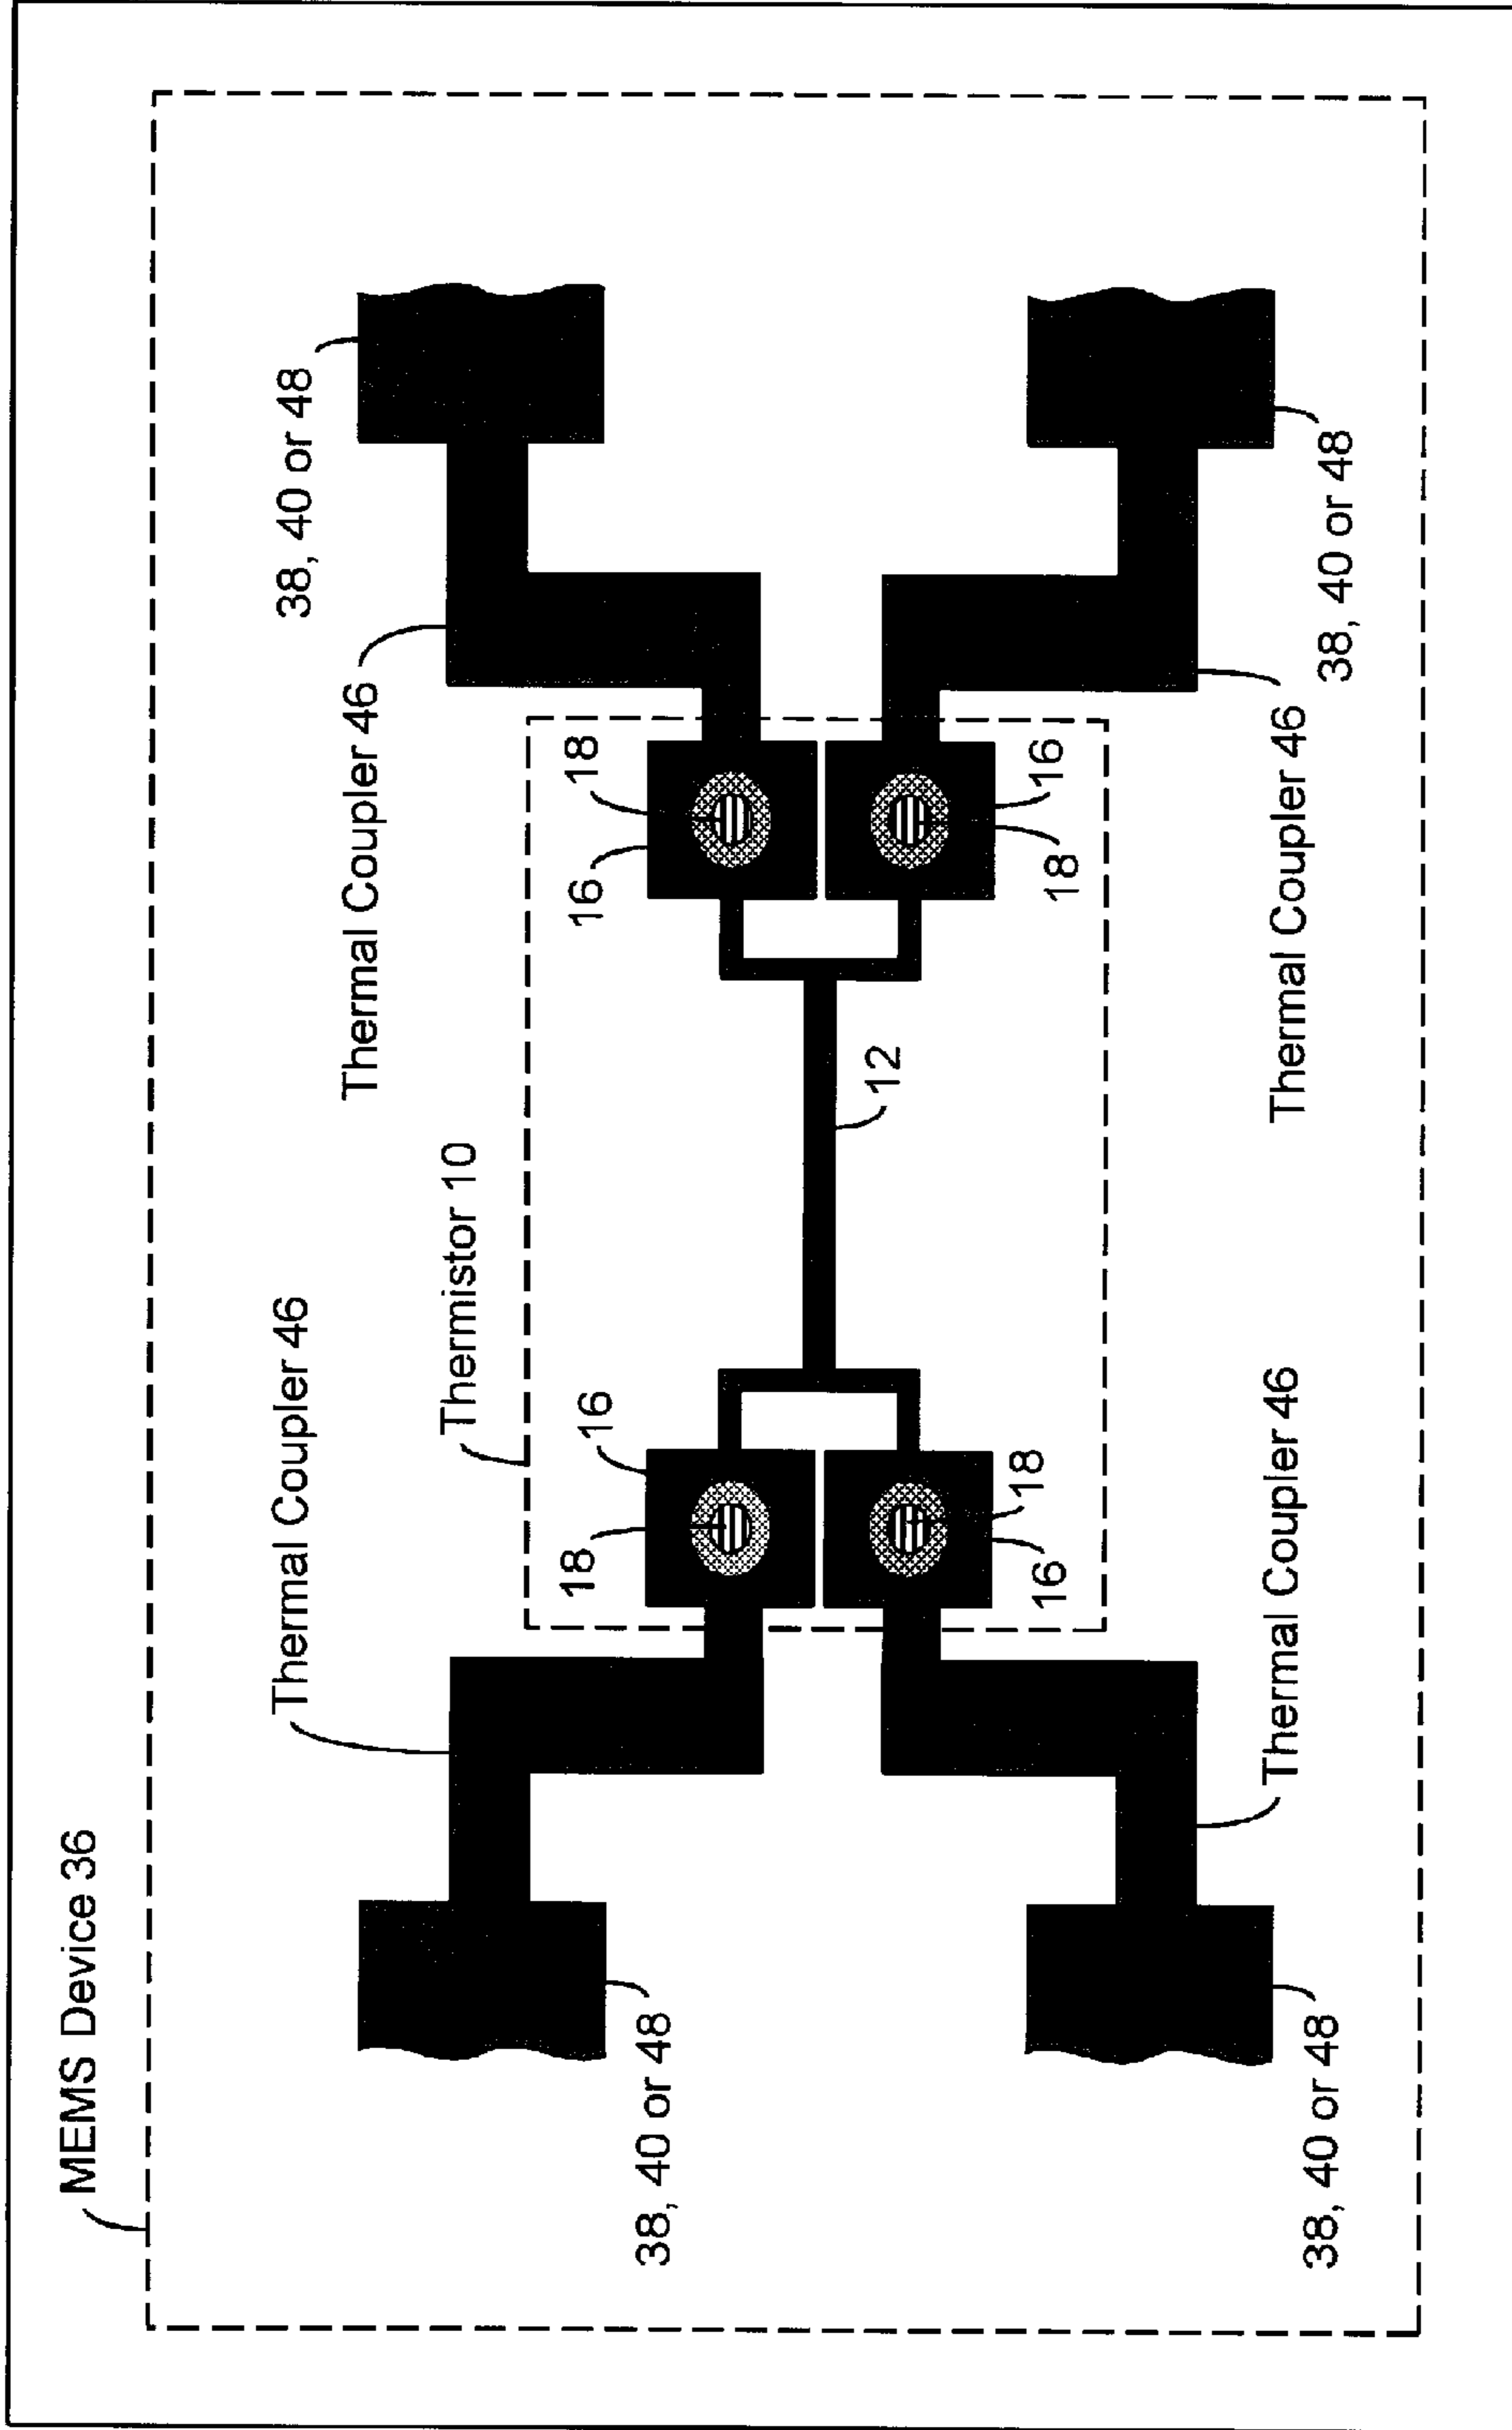 MEMS Device 36
Thermal Coupler 46
Thermal Coupler 46
38, 40 or 48
Thermistor 10
18
16
16
18
12
16
18
18
16
38, 40 or 48
38, 40 or 48
Thermal Coupler 46
Thermal Coupler 46
38, 40 or 48